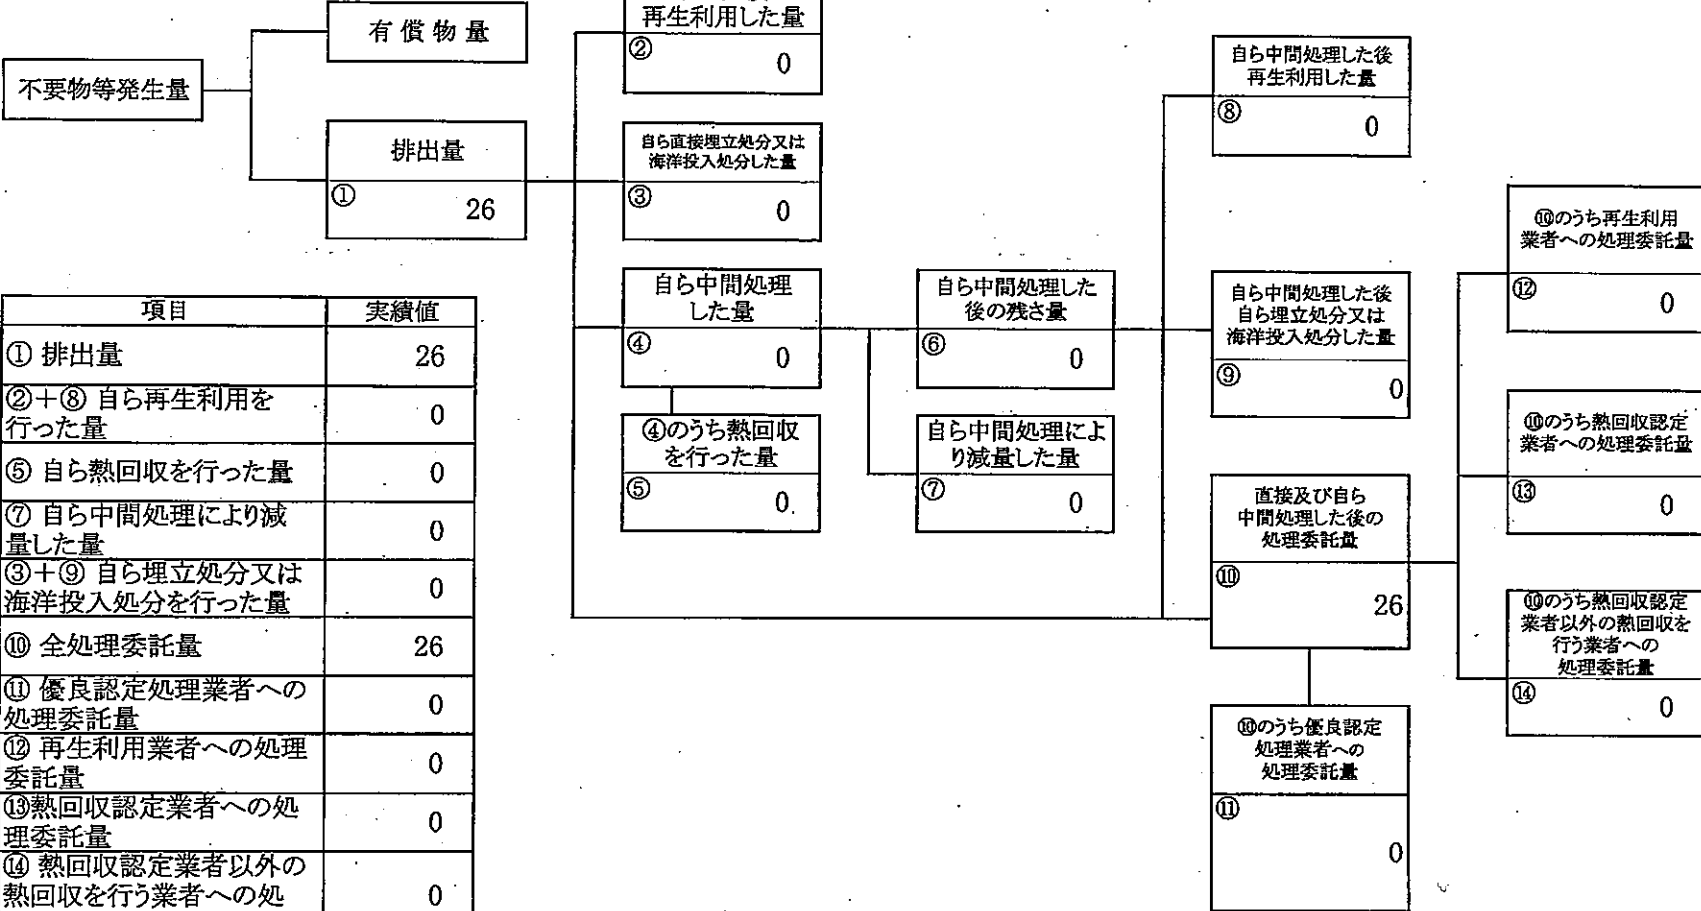 有償物量
不要物等発生量
排出量
① 26
再生利用した量
② 0
自ら直接埋立処分又は
海洋投入処分した量
③ 0
自ら中間処理
した量
④ 0
④のうち熱回収
を行った量
⑤ 0
自ら中間処理した
後の残さ量
⑥ 0
自ら中間処理によ
り減量した量
⑦ 0
自ら中間処理した後
再生利用した量
⑧ 0
自ら中間処理した後
自ら埋立処分又は
海洋投入処分した量
⑨ 0
直接及び自ら
中間処理した後の
処理委託量
⑩ 26
⑩のうち優良認定
処理業者への
処理委託量
⑪ 0
⑩のうち再生利用
業者への処理委託量
⑫ 0
⑩のうち熱回収認定
業者への処理委託量
⑬ 0
⑩のうち熱回収認定
業者以外の熱回収を
行う業者への
処理委託量
⑭ 0
項目 実績値
① 排出量 26
②+⑧ 自ら再生利用を
行った量 0
⑤ 自ら熱回収を行った量 0
⑦ 自ら中間処理により減
量した量 0
③+⑨ 自ら埋立処分又は
海洋投入処分を行った量 0
⑩ 全処理委託量 26
⑪ 優良認定処理業者への
処理委託量 0
⑫ 再生利用業者への処理
委託量 0
⑬熱回収認定業者への処
理委託量 0
⑭ 熱回収認定業者以外の
熱回収を行う業者への処 0